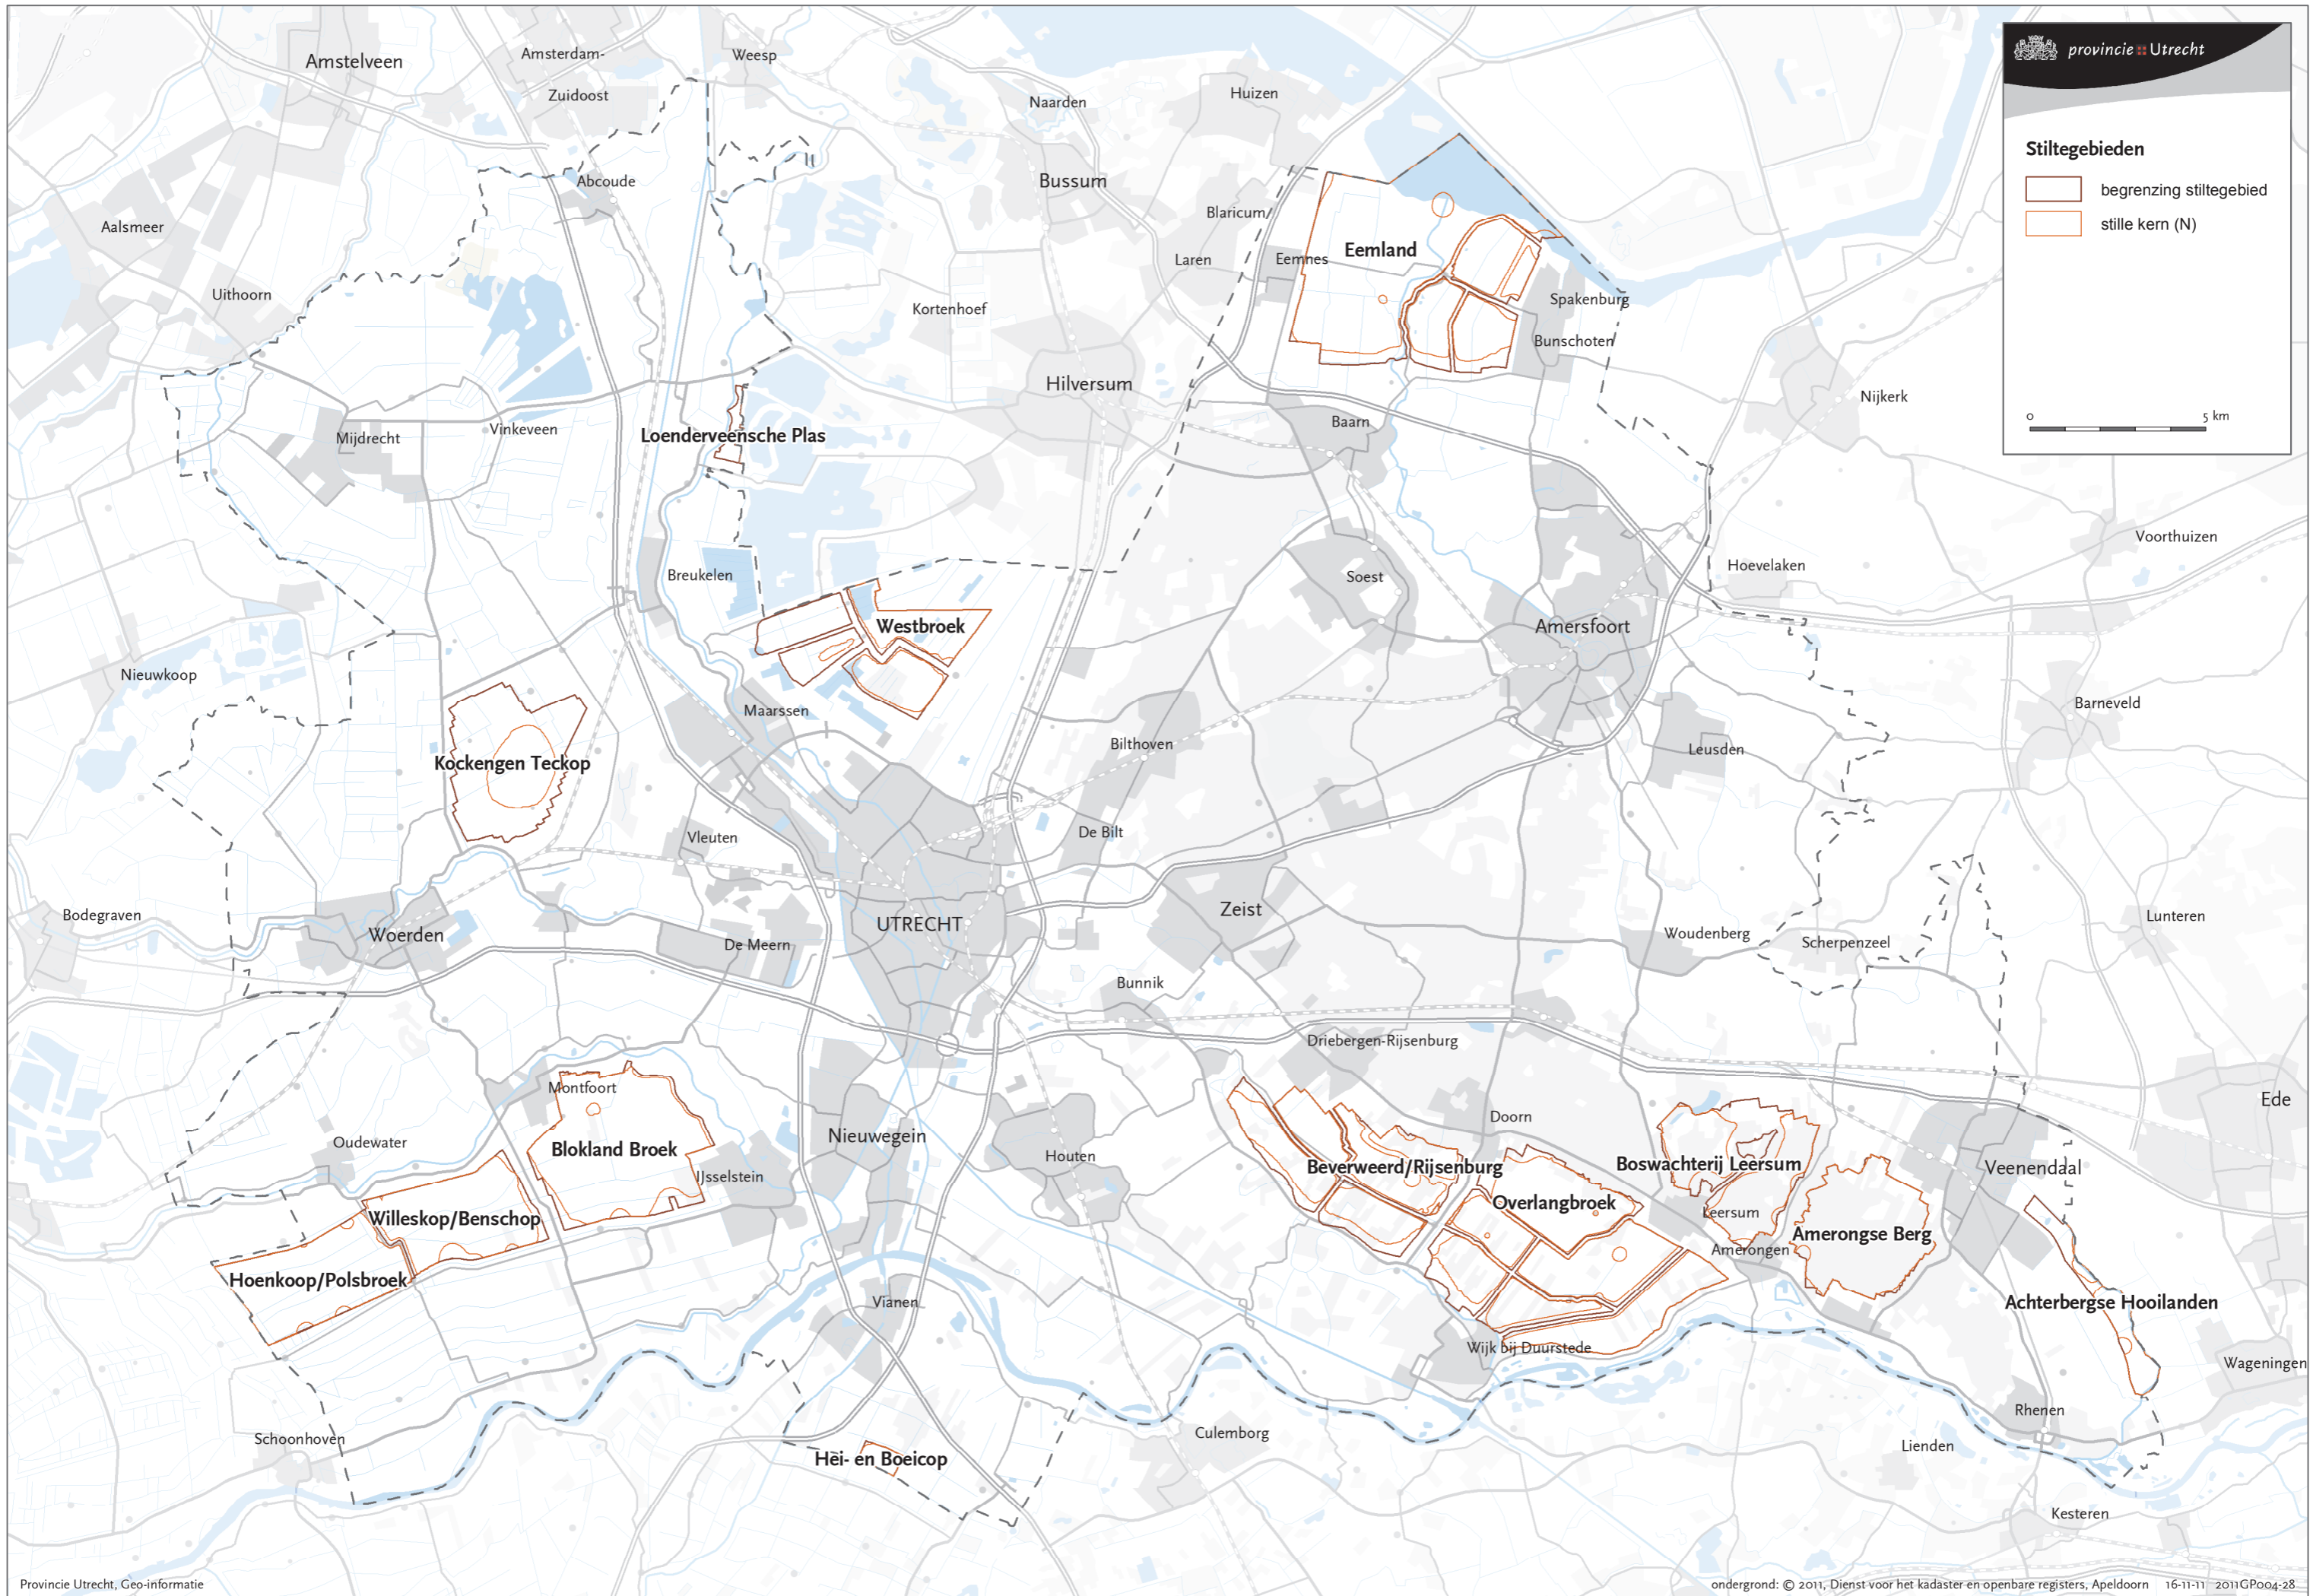 Amstelveen
Amsterdam-
Zuidoost
Weesp
Naarden
Huizen
provincie Utrecht
Stiltegebieden
begrenzing stiltegebied
stille kern (N)
0
5 km
Abcoude
Bussum
Blaricum
Laren
Eemnes
Eemland
Aalsmeer
Uithoorn
Kortenhoef
Spakenburg
Bunschoten
Hilversum
Nijkerk
Baarn
Mijdrecht
Vinkeveen
Loenderveensche Plas
Voorthuizen
Hoevelaken
Breukelen
Soest
Westbroek
Amersfoort
Nieuwkoop
Maarssen
Barneveld
Bilthoven
Leusden
Kockengen Teckop
Vleuten
De Bilt
Bodegraven
Woerden
De Meern
UTRECHT
Zeist
Woudenberg
Scherpenzeel
Lunteren
Bunnik
Driebergen-Rijsenburg
Montfoort
Ede
Oudewater
Blokland Broek
IJsselstein
Nieuwegein
Houten
Doorn
Beverweerd/Rijsenburg
Boswachterij Leersum
Veenendaal
Overlangbroek
Leersum
Willeskop/Benschop
Amerongen
Amerongse Berg
Hoenkoop/Polsbroek
Vianen
Achterbergse Hooilanden
Wijk bij Duurstede
Wageningen
Rhenen
Schoonhoven
Culemborg
Lienden
Hei- en Boeicop
Kesteren
Provincie Utrecht, Geo-informatie
ondergrond: © 2011, Dienst voor het kadaster en openbare registers, Apeldoorn 16-11-11 2011GP004-28